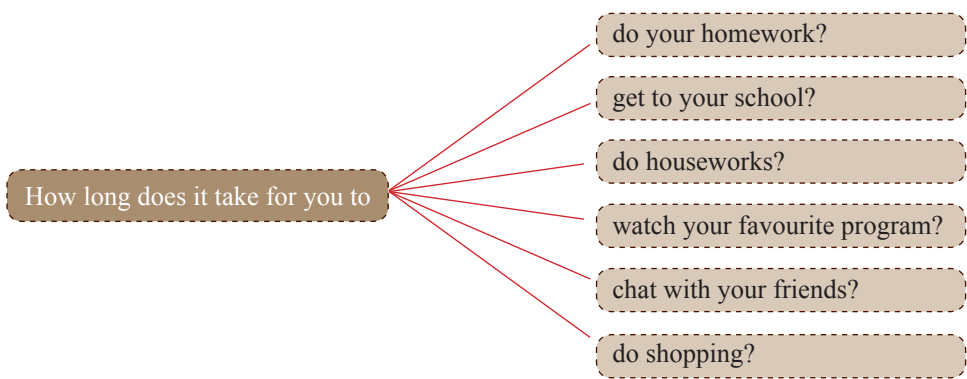 How long does it take for you to
do your homework?
get to your school?
do houseworks?
watch your favourite program?
chat with your friends?
do shopping?